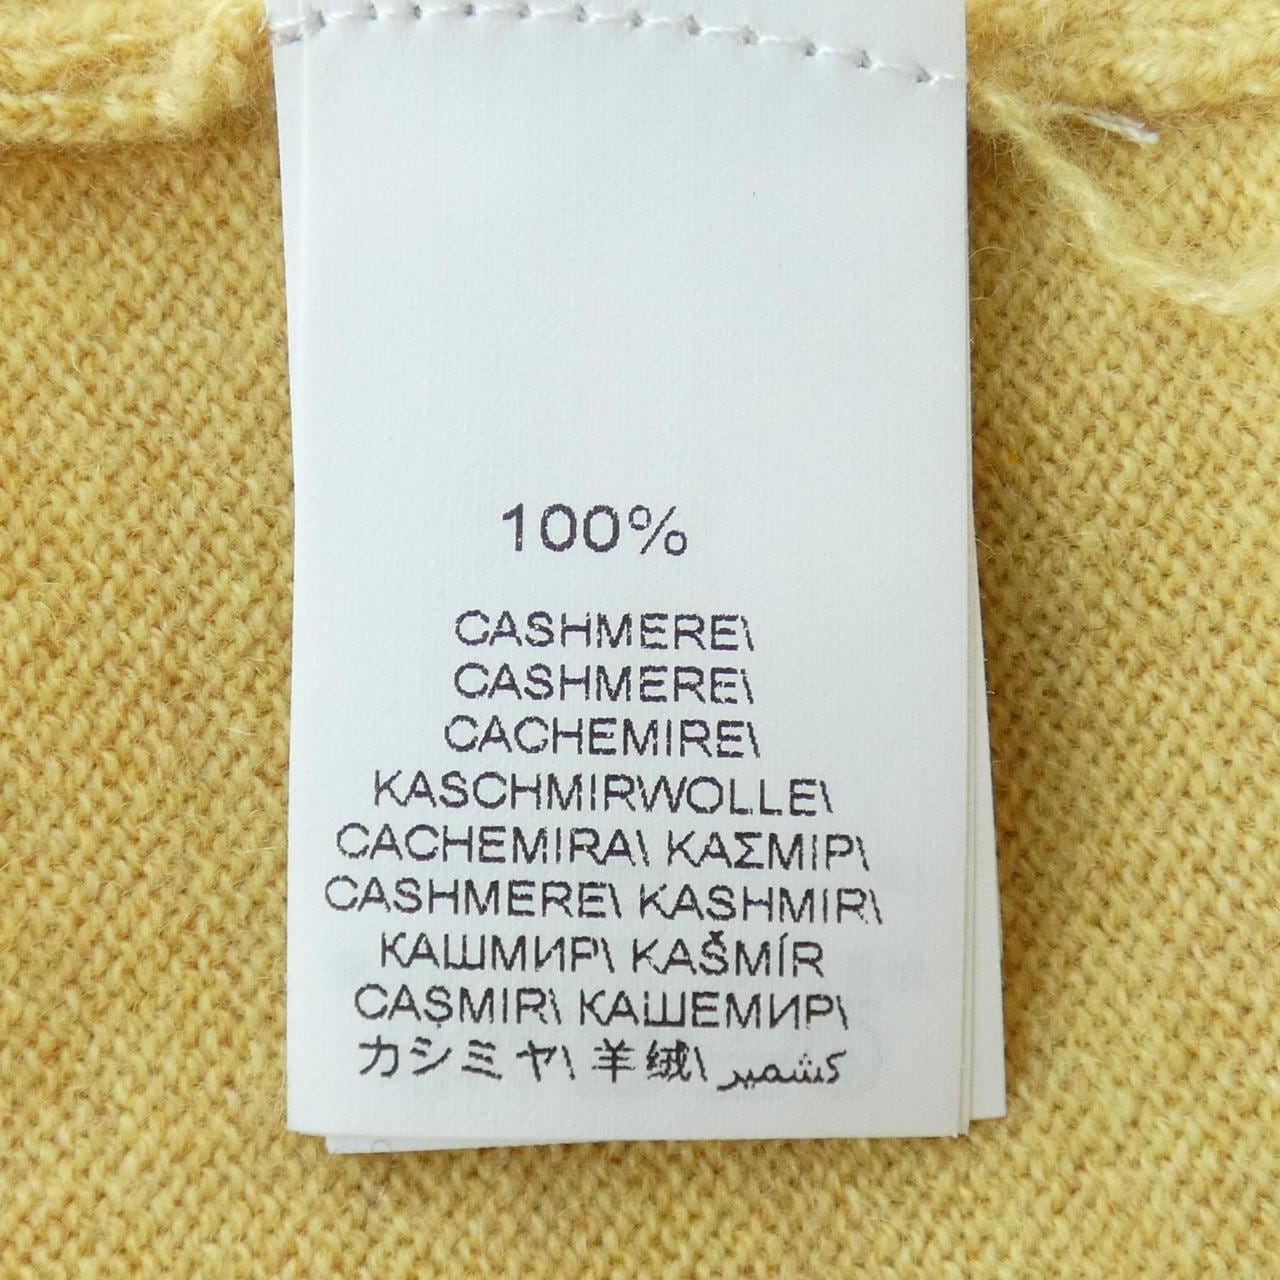 100%
CASHMERE\
CASHMERE\
CACHEMIRE\
KASCHMIRWOLLE\
CACHEMIRA\ ΚΑΣΜΙΡ\
CASHMERE\ KASHMIR\
КАШМИР\ KAŠMÍR
CAŞMIR\ КАШЕМИР\
カシミヤ\ 羊绒\ كشمير